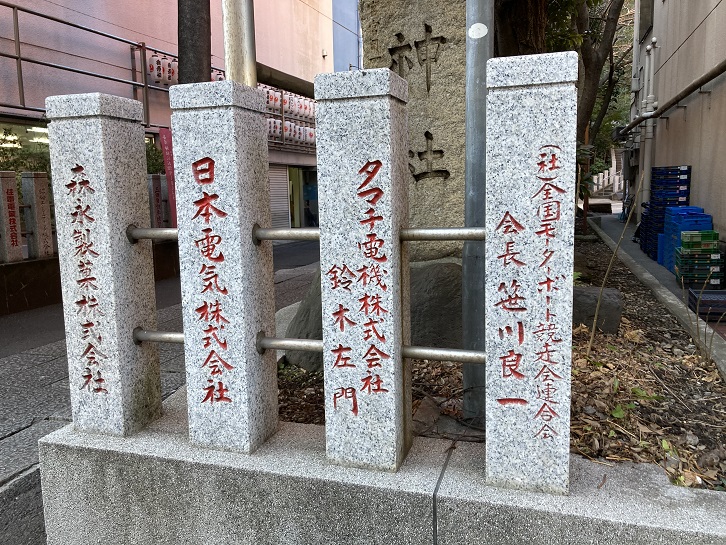 (社全国モーターボート競走会連合会
会長 笹川良一
タマチ電機株式会社
鈴木左門
日本電気株式会社
森永製菓株式会社
神社